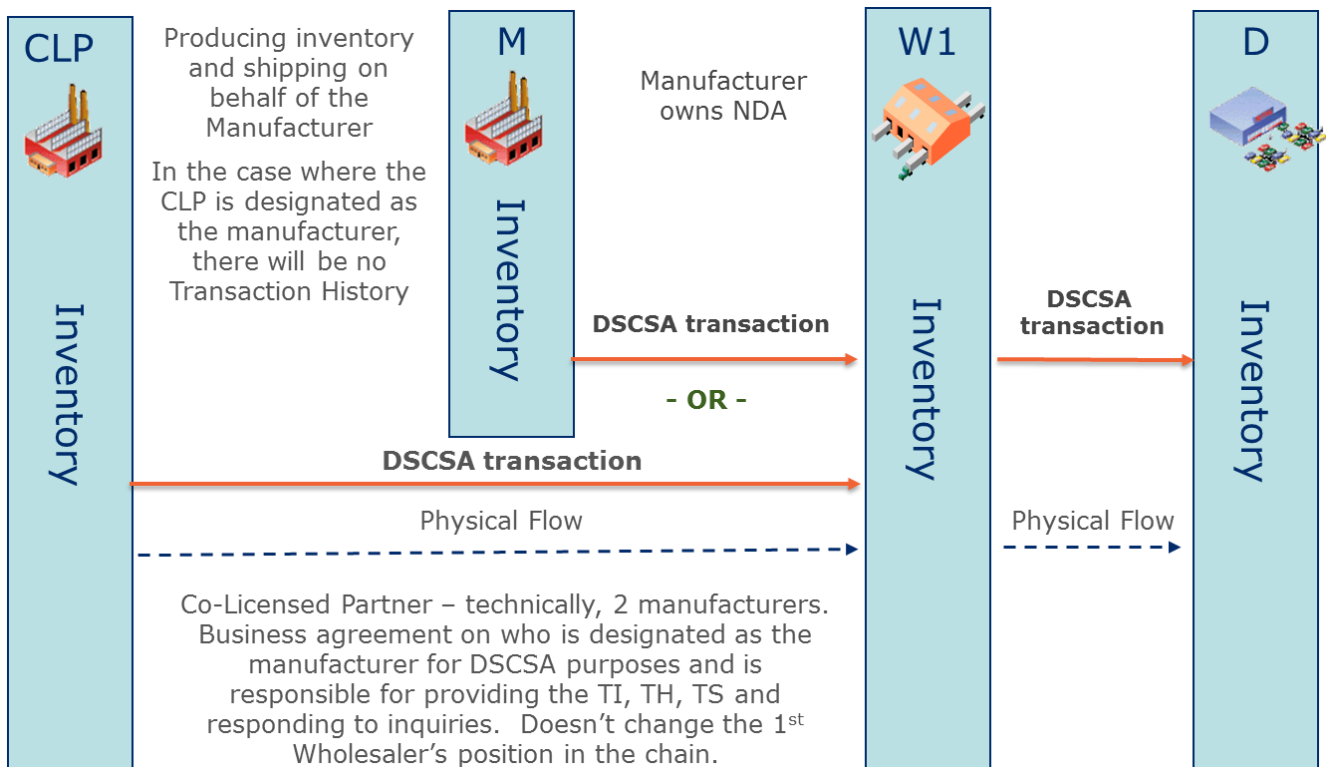 CLP
Inventory
Producing inventory
and shipping on
behalf of the
Manufacturer
In the case where the
CLP is designated as
the manufacturer,
there will be no
Transaction History
M
Inventory
Manufacturer
owns NDA
W1
Inventory
D
Inventory
DSCSA transaction
- OR -
DSCSA
transaction
DSCSA transaction
Physical Flow
Physical Flow
Co-Licensed Partner – technically, 2 manufacturers.
Business agreement on who is designated as the
manufacturer for DSCSA purposes and is
responsible for providing the TI, TH, TS and
responding to inquiries.  Doesn’t change the 1st
Wholesaler’s position in the chain.